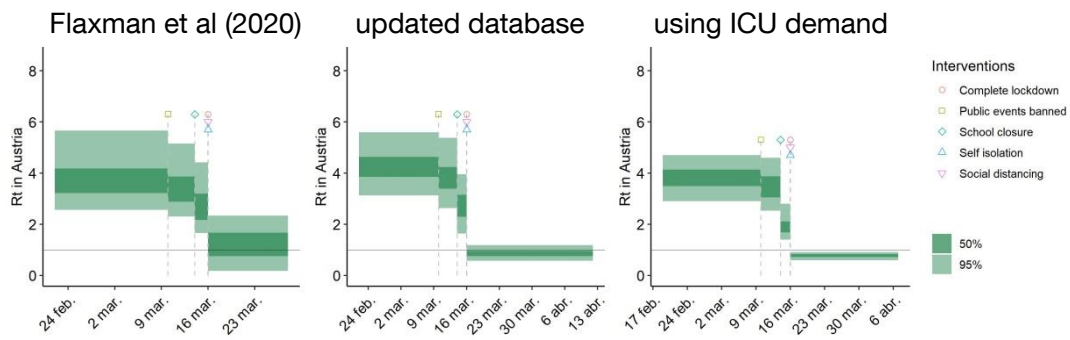 Flaxman et al (2020)
updated database
using ICU demand
Rt in Austria
8
6
4
2
0
24 feb.
2 mar.
9 mar.
16 mar.
23 mar.
Rt in Austria
8
6
4
2
0
24 feb.
2 mar.
9 mar.
16 mar.
23 mar.
30 mar.
6 abr.
13 abr.
Rt in Austria
8
6
4
2
0
17 feb.
24 feb.
2 mar.
9 mar.
16 mar.
23 mar.
30 mar.
6 abr.
Interventions
Complete lockdown
Public events banned
School closure
Self isolation
Social distancing
50%
95%